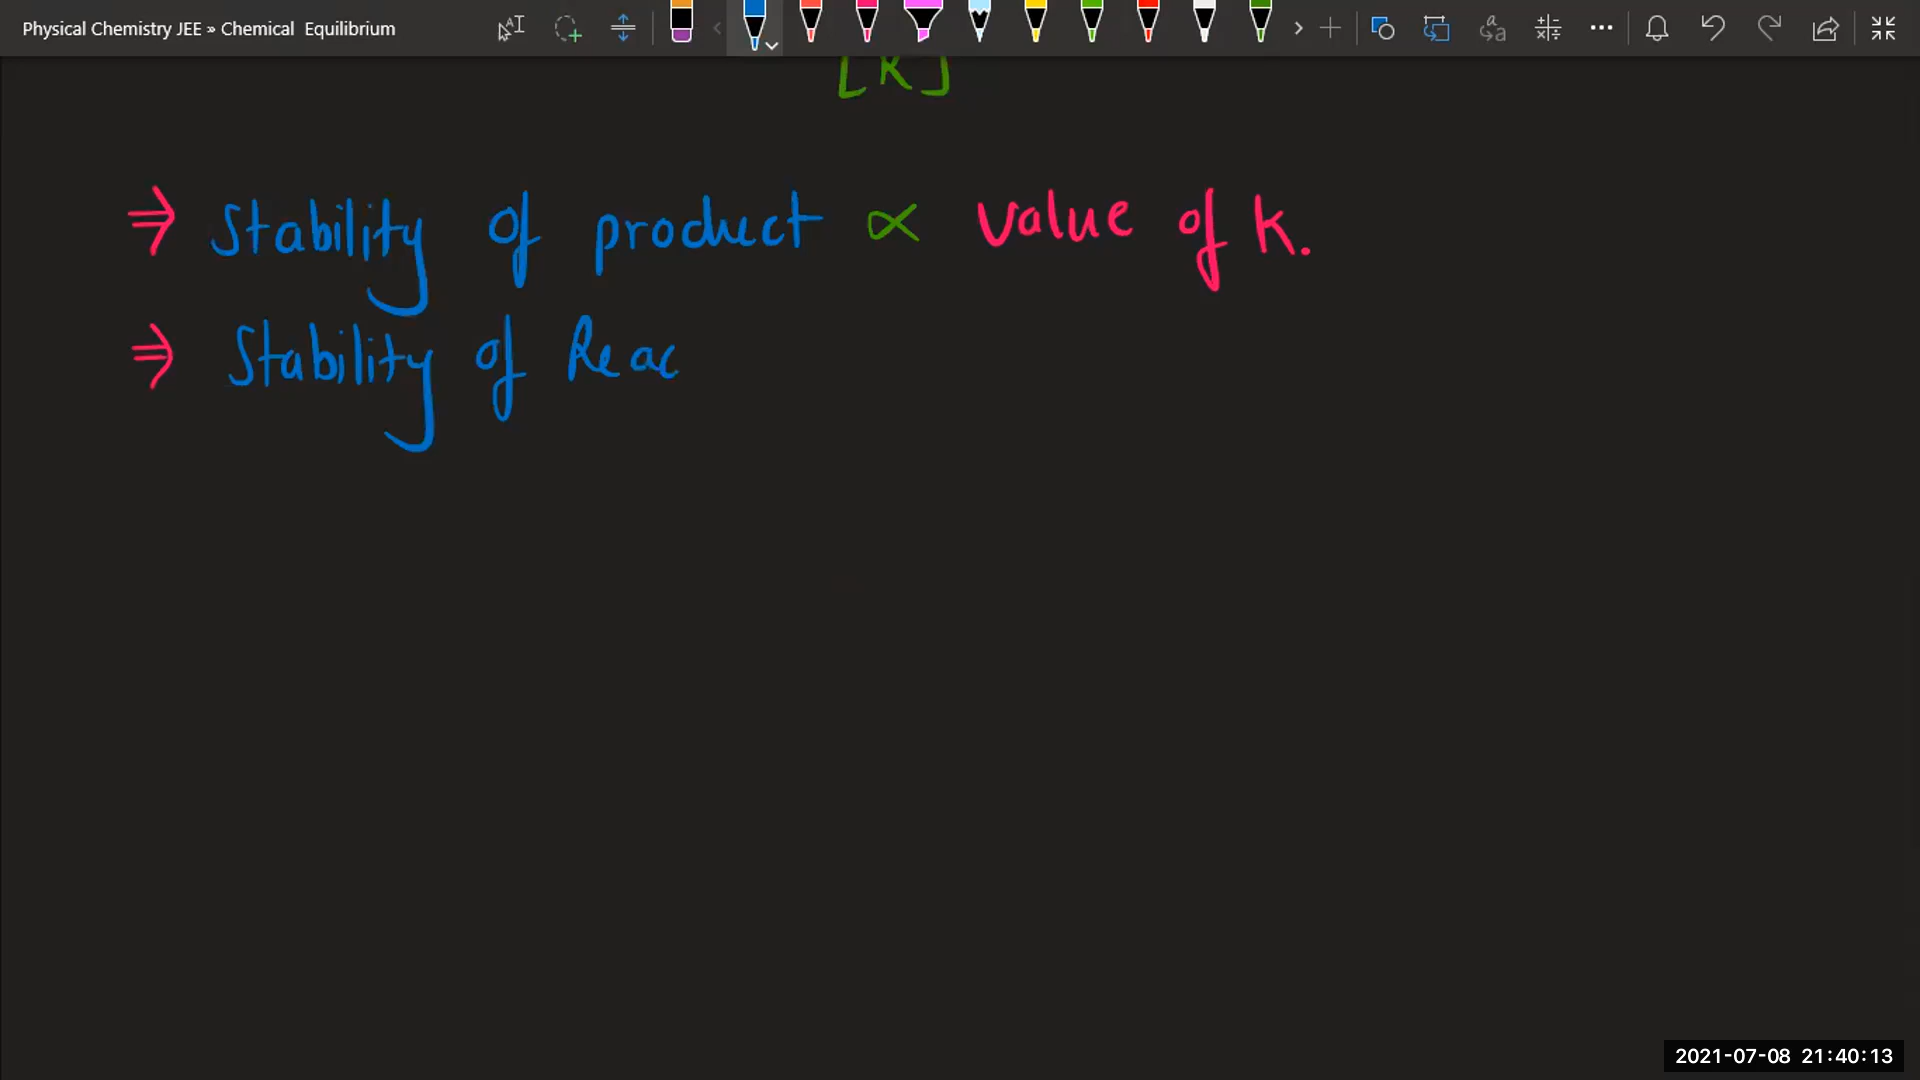 Physical Chemistry JEE » Chemical Equilibrium
[R]
⇒ Stability of product ∝ value of K.
⇒ Stability of Reac
2021-07-08 21:40:13